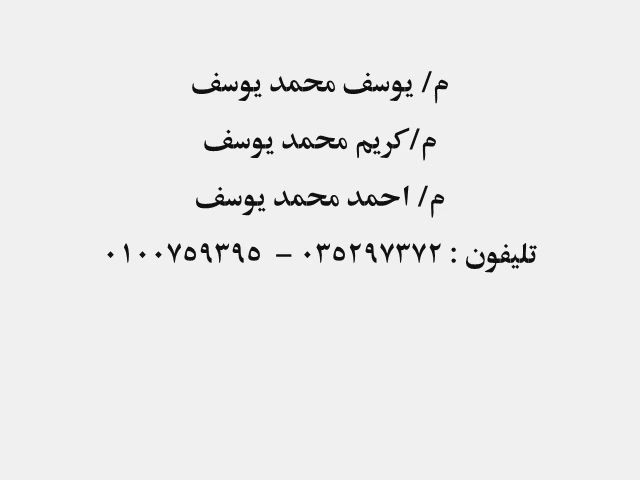 م/ يوسف محمد يوسف
م/كريم محمد يوسف
م/ احمد محمد يوسف
تليفون : ٠٣٥٢٩٧٣٧٢ – ٠١٠٠٧٥٩٣٩٥